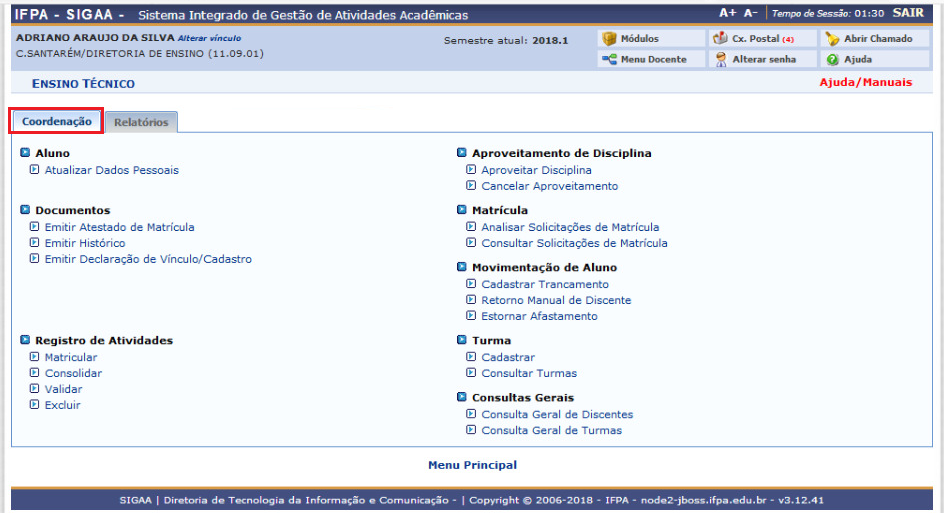 IFPA - SIGAA - Sistema Integrado de Gestão de Atividades Acadêmicas
A+ A- Tempo de Sessão: 01:30 SAIR
ADRIANO ARAUJO DA SILVA Alterar vínculo
C.SANTARÉM/DIRETORIA DE ENSINO (11.09.01)
Semestre atual: 2018.1
Módulos
Cx. Postal (4)
Abrir Chamado
Menu Docente
Alterar senha
Ajuda
ENSINO TÉCNICO
Ajuda/Manuais
Coordenação
Relatórios
Aluno
Atualizar Dados Pessoais
Documentos
Emitir Atestado de Matrícula
Emitir Histórico
Emitir Declaração de Vínculo/Cadastro
Registro de Atividades
Matricular
Consolidar
Validar
Excluir
Aproveitamento de Disciplina
Aproveitar Disciplina
Cancelar Aproveitamento
Matrícula
Analisar Solicitações de Matrícula
Consultar Solicitações de Matrícula
Movimentação de Aluno
Cadastrar Trancamento
Retorno Manual de Discente
Estornar Afastamento
Turma
Cadastrar
Consultar Turmas
Consultas Gerais
Consulta Geral de Discentes
Consulta Geral de Turmas
Menu Principal
SIGAA | Diretoria de Tecnologia da Informação e Comunicação - | Copyright © 2006-2018 - IFPA - node2-jboss.ifpa.edu.br - v3.12.41